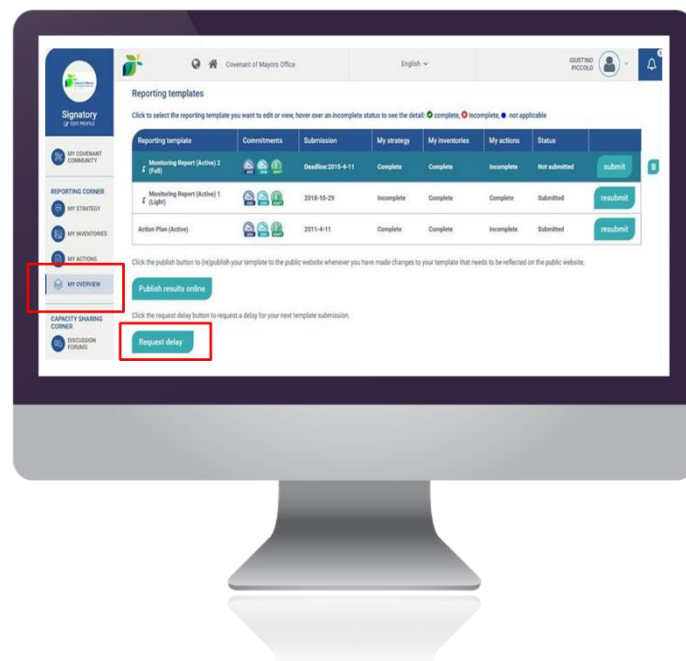 Covenant of Mayors Office
English
GIUSTINO
PICCOLO
Signatory
EDIT PROFILE
MY COVENANT
COMMUNITY
REPORTING CORNER
MY STRATEGY
MY INVENTORIES
MY ACTIONS
MY OVERVIEW
CAPACITY SHARING
CORNER
DISCUSSION
FORUMS
Reporting templates
Click to select the reporting template you want to edit or view, hover over an incomplete status to see the detail: complete, incomplete, not applicable
Reporting template Commitments Submission My strategy My inventories My actions Status
Monitoring Report (Active) 2
(Full) Deadline:2015-4-11 Complete Complete Incomplete Not submitted submit
Monitoring Report (Active) 1
(Light) 2018-10-29 Incomplete Complete Complete Submitted resubmit
Action Plan (Active) 2011-4-11 Complete Complete Incomplete Submitted resubmit
Click the publish button to (re)publish your template to the public website whenever you have made changes to your template that needs to be reflected on the public website.
Publish results online
Click the request delay button to request a delay for your next template submission.
Request delay